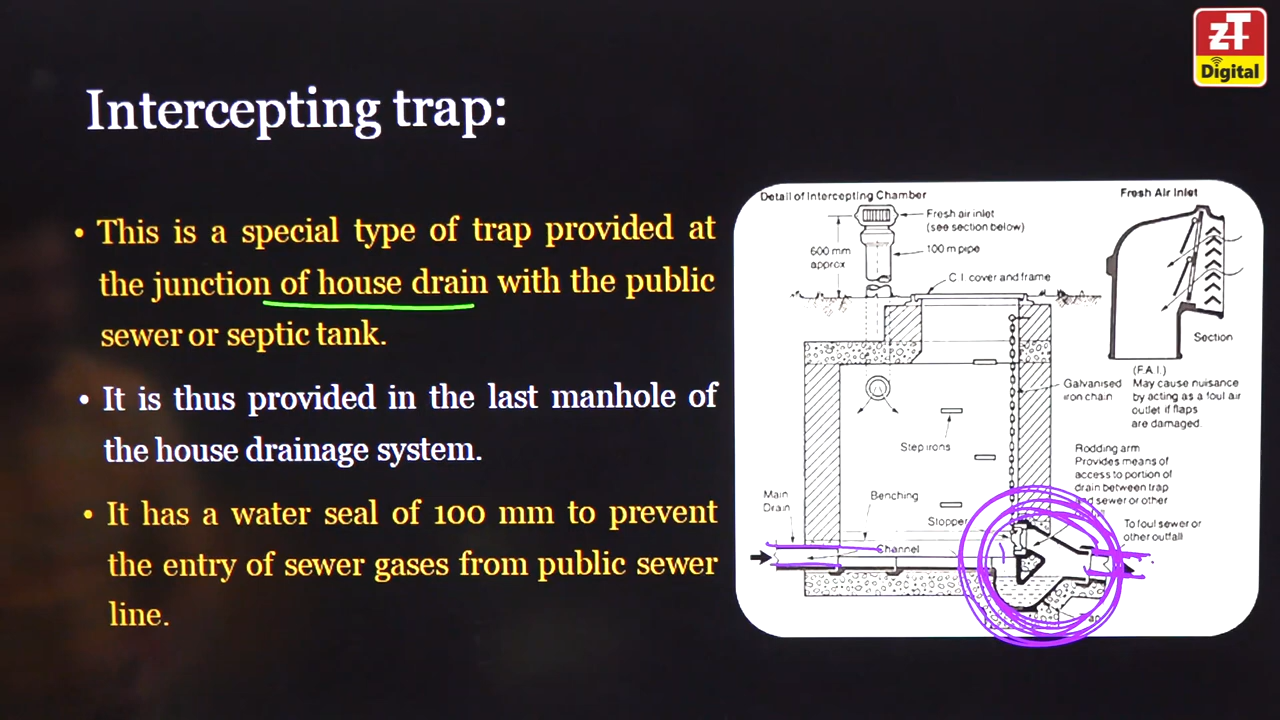 ZT
Digital
Intercepting trap:
• This is a special type of trap provided at
the junction of house drain with the public
sewer or septic tank.
• It is thus provided in the last manhole of
the house drainage system.
• It has a water seal of 100 mm to prevent
the entry of sewer gases from public sewer
line.
Detail of Intercepting Chamber
Fresh air inlet
(see section below)
600 mm
approx
100 m pipe
C.I. cover and frame
Fresh Air Inlet
Section
(F.A.I.)
May cause nuisance
by acting as a foul air
outlet if flaps
are damaged.
Galvanised
iron chain
Step irons
Rodding arm
Provides means of
access to portion of
drain between trap
and sewer or other
Main
Drain
Benching
Stopper
Channel
To foul sewer or
other outfall